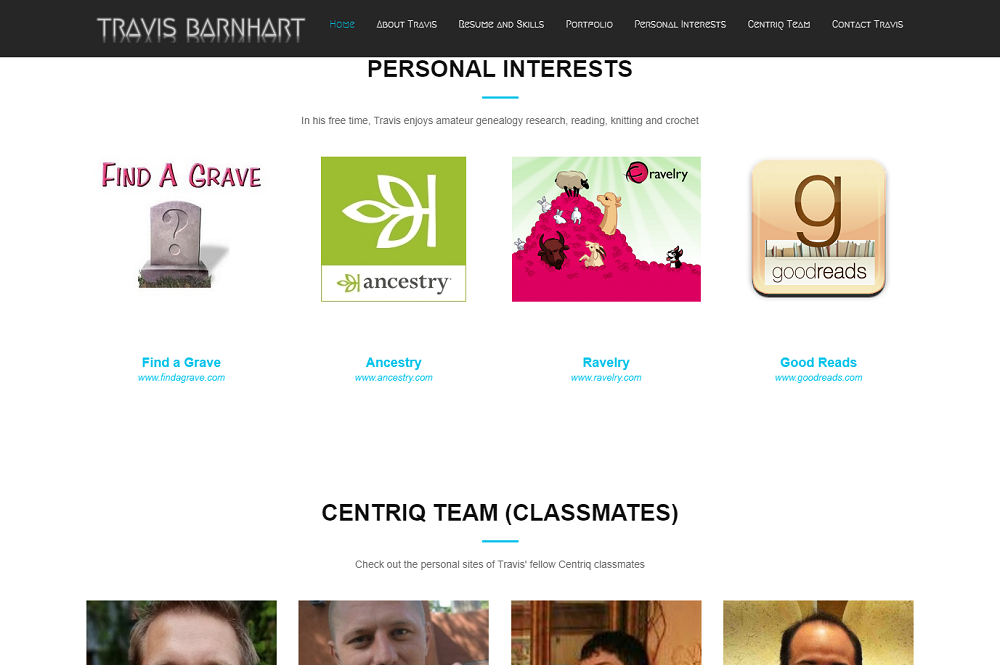 TRAVIS BARNHART
Home
About Travis
Resume and Skills
Portfolio
Personal Interests
Centriq Team
Contact Travis
PERSONAL INTERESTS
In his free time, Travis enjoys amateur genealogy research, reading, knitting and crochet
FIND A GRAVE
?
ancestry
ravelry
g
goodreads
Find a Grave
www.findagrave.com
Ancestry
www.ancestry.com
Ravelry
www.ravelry.com
Good Reads
www.goodreads.com
CENTRIQ TEAM (CLASSMATES)
Check out the personal sites of Travis' fellow Centriq classmates